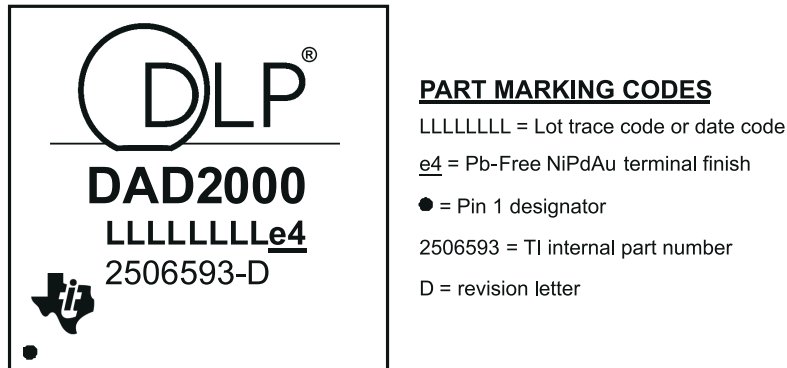 DLP®
DAD2000
LLLLLLLLe4
2506593-D
ti
PART MARKING CODES
LLLLLLLL = Lot trace code or date code
e4 = Pb-Free NiPdAu terminal finish
● = Pin 1 designator
2506593 = TI internal part number
D = revision letter